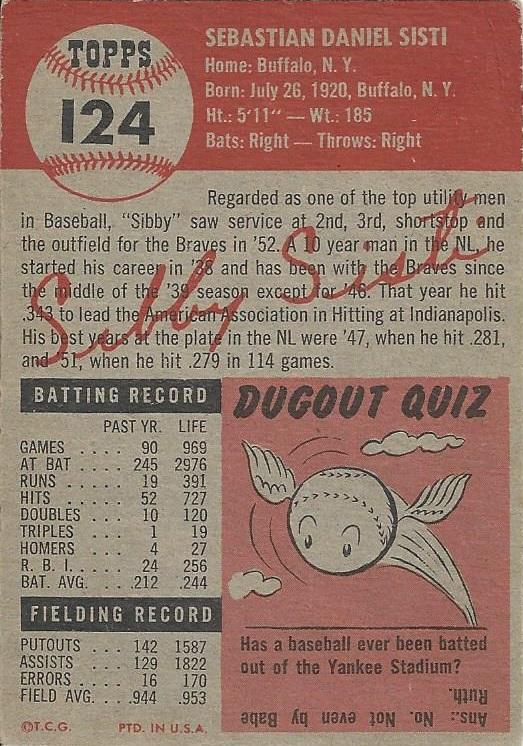 TOPPS
124
SEBASTIAN DANIEL SISTI
Home: Buffalo, N. Y.
Born: July 26, 1920, Buffalo, N. Y.
Ht.: 5'11" — Wt.: 185
Bats: Right — Throws: Right
Regarded as one of the top utility men
in Baseball, "Sibby" saw service at 2nd, 3rd, shortstop and
the outfield for the Braves in '52. A 10 year man in the NL, he
started his career in '38 and has been with the Braves since
the middle of the '39 season except for '46. That year he hit
.343 to lead the American Association in Hitting at Indianapolis.
His best years at the plate in the NL were '47, when he hit .281,
and '51, when he hit .279 in 114 games.
Sibby Sisti
BATTING RECORD
PAST YR. LIFE
GAMES .... 90 969
AT BAT .... 245 2976
RUNS .... 19 391
HITS .... 52 727
DOUBLES ... 10 120
TRIPLES ... 1 19
HOMERS ... 4 27
R. B. I. .... 24 256
BAT. AVG. ... .212 .244
FIELDING RECORD
PUTOUTS ... 142 1587
ASSISTS ... 129 1822
ERRORS ... 16 170
FIELD AVG. ... .944 .953
©T.C.G. PTD. IN U.S.A.
DUGOUT QUIZ
Has a baseball ever been batted
out of the Yankee Stadium?
Ans.: No. Not even by Babe
Ruth.